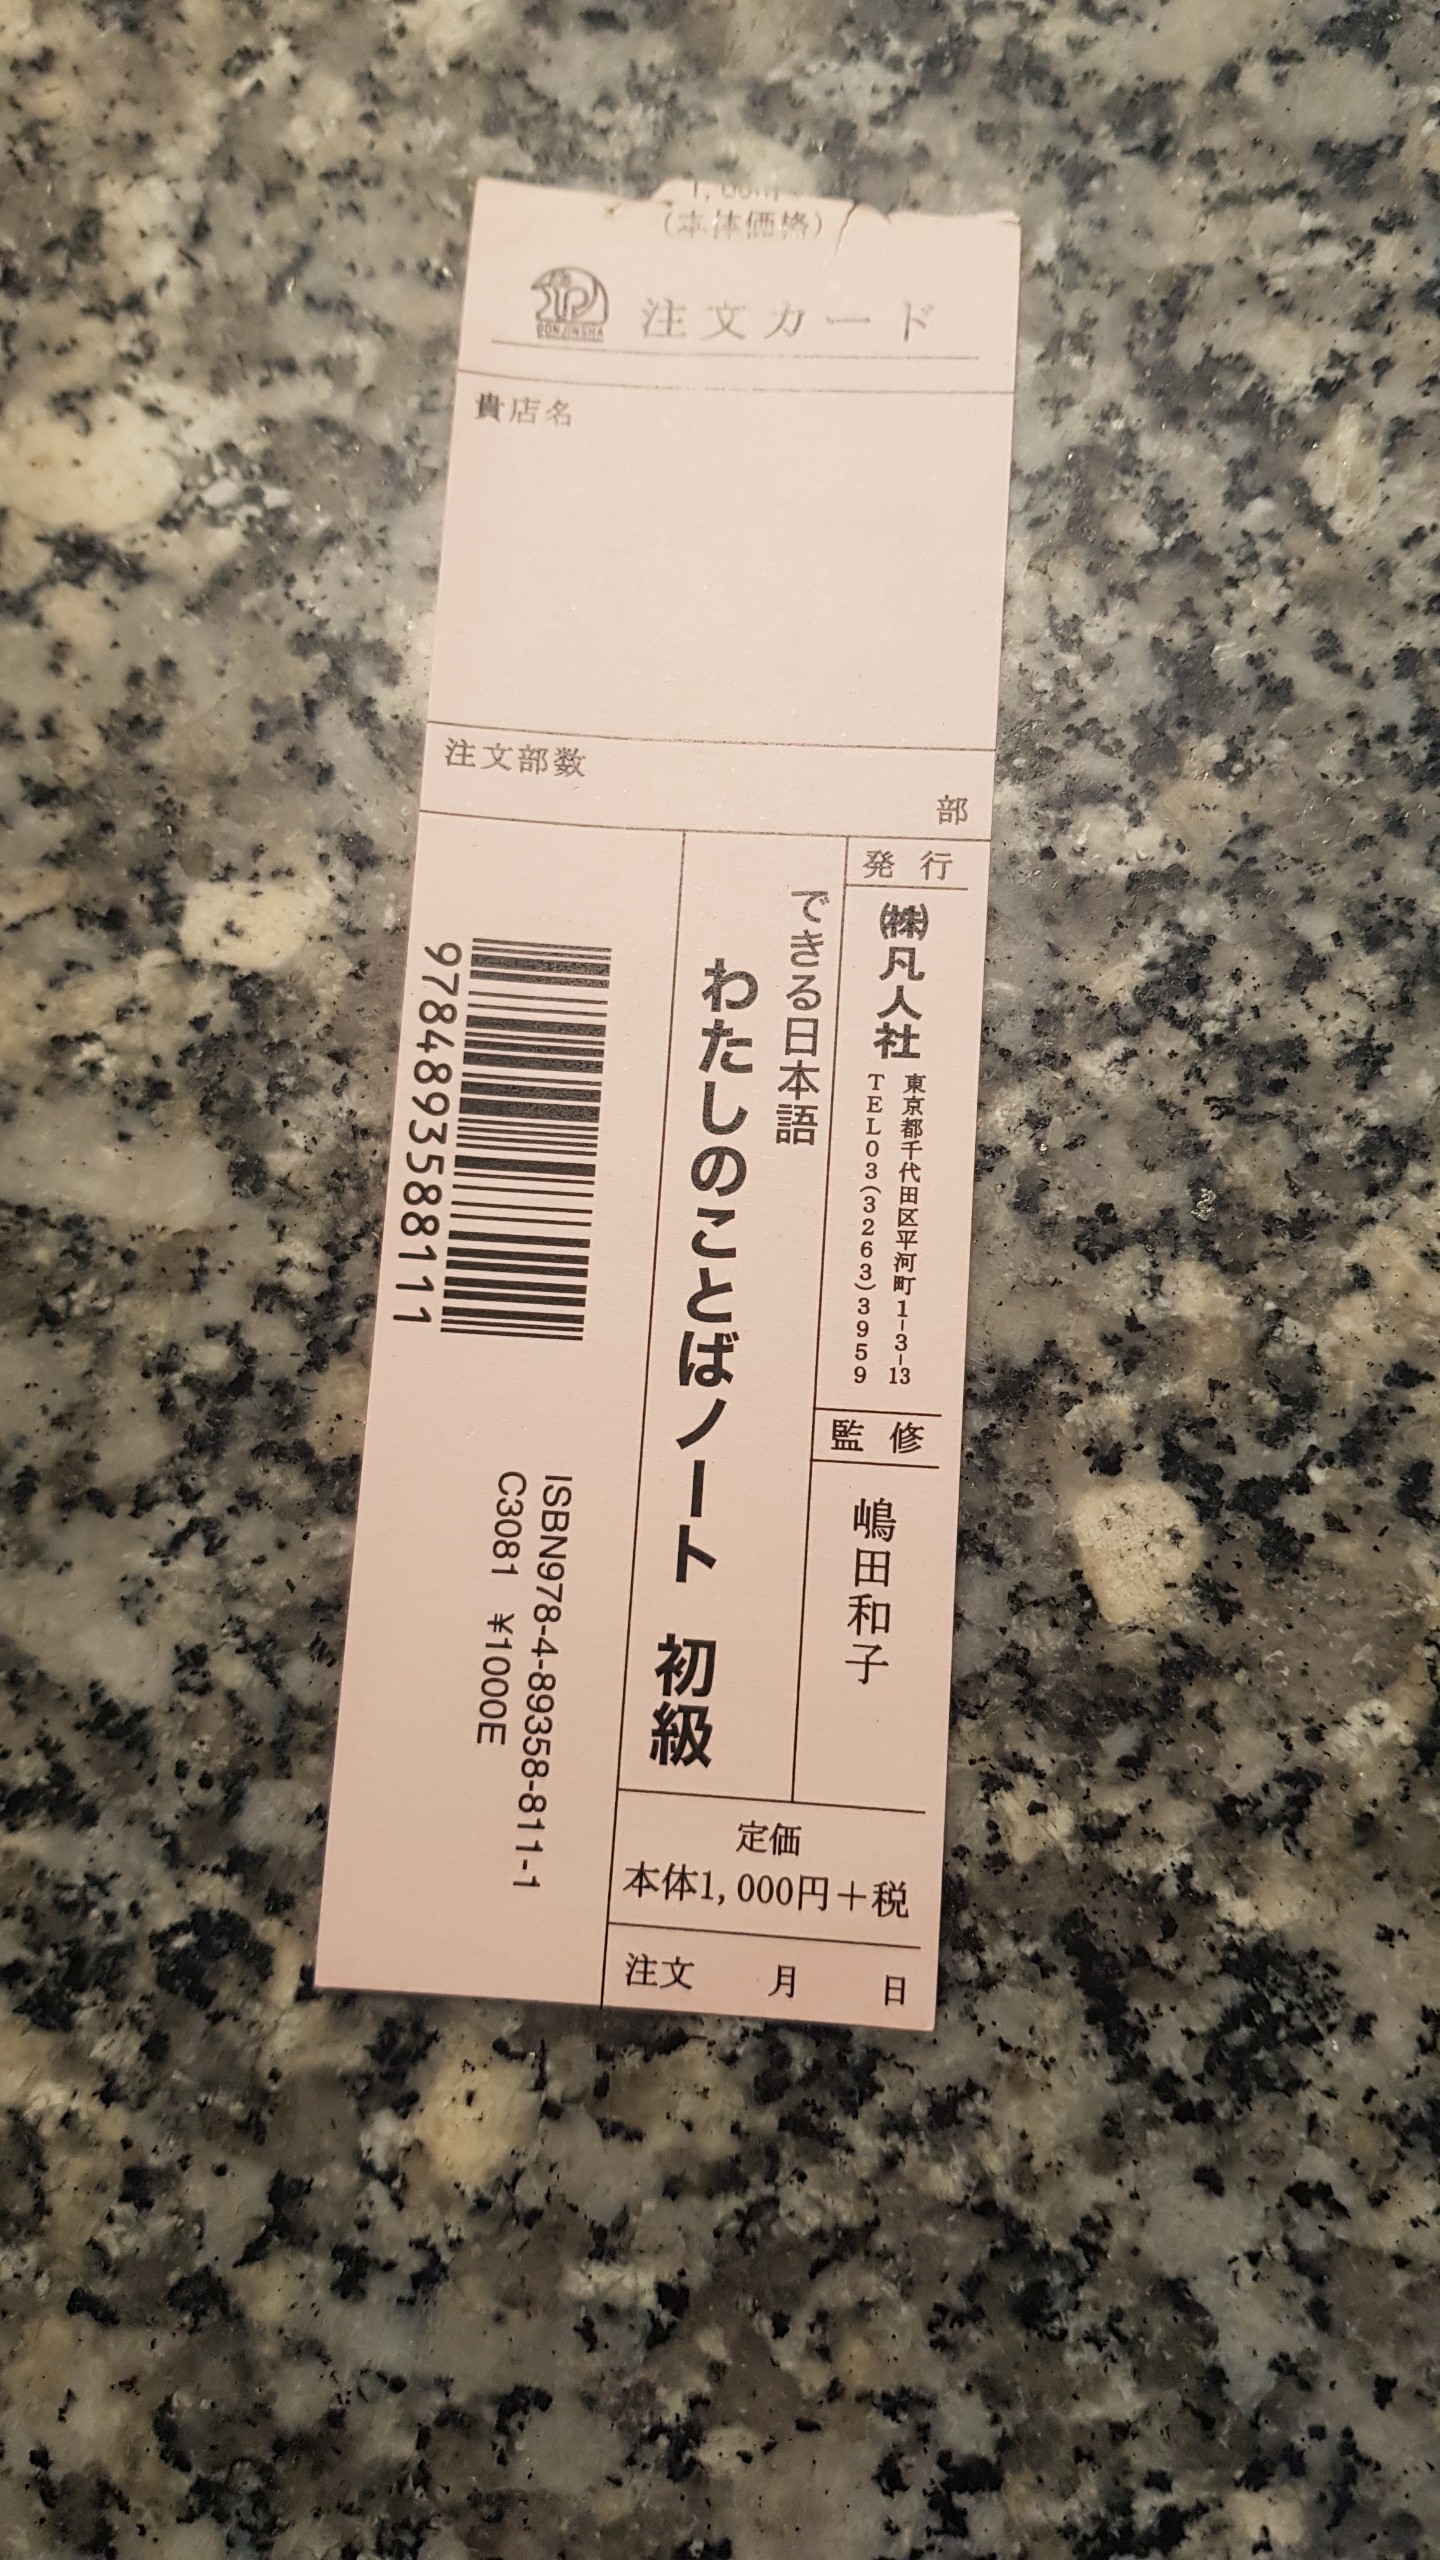 (本体価格)
BONJINSHA
注文カード
貴店名
注文部数
部
発行
㈱凡人社
東京都千代田区平河町1-3-13
TEL03(3263)3959
監修
嶋田和子
できる日本語
わたしのことばノート 初級
定価
本体1,000円+税
注文 月 日
9784893588111
ISBN978-4-89358-811-1
C3081 ¥1000E